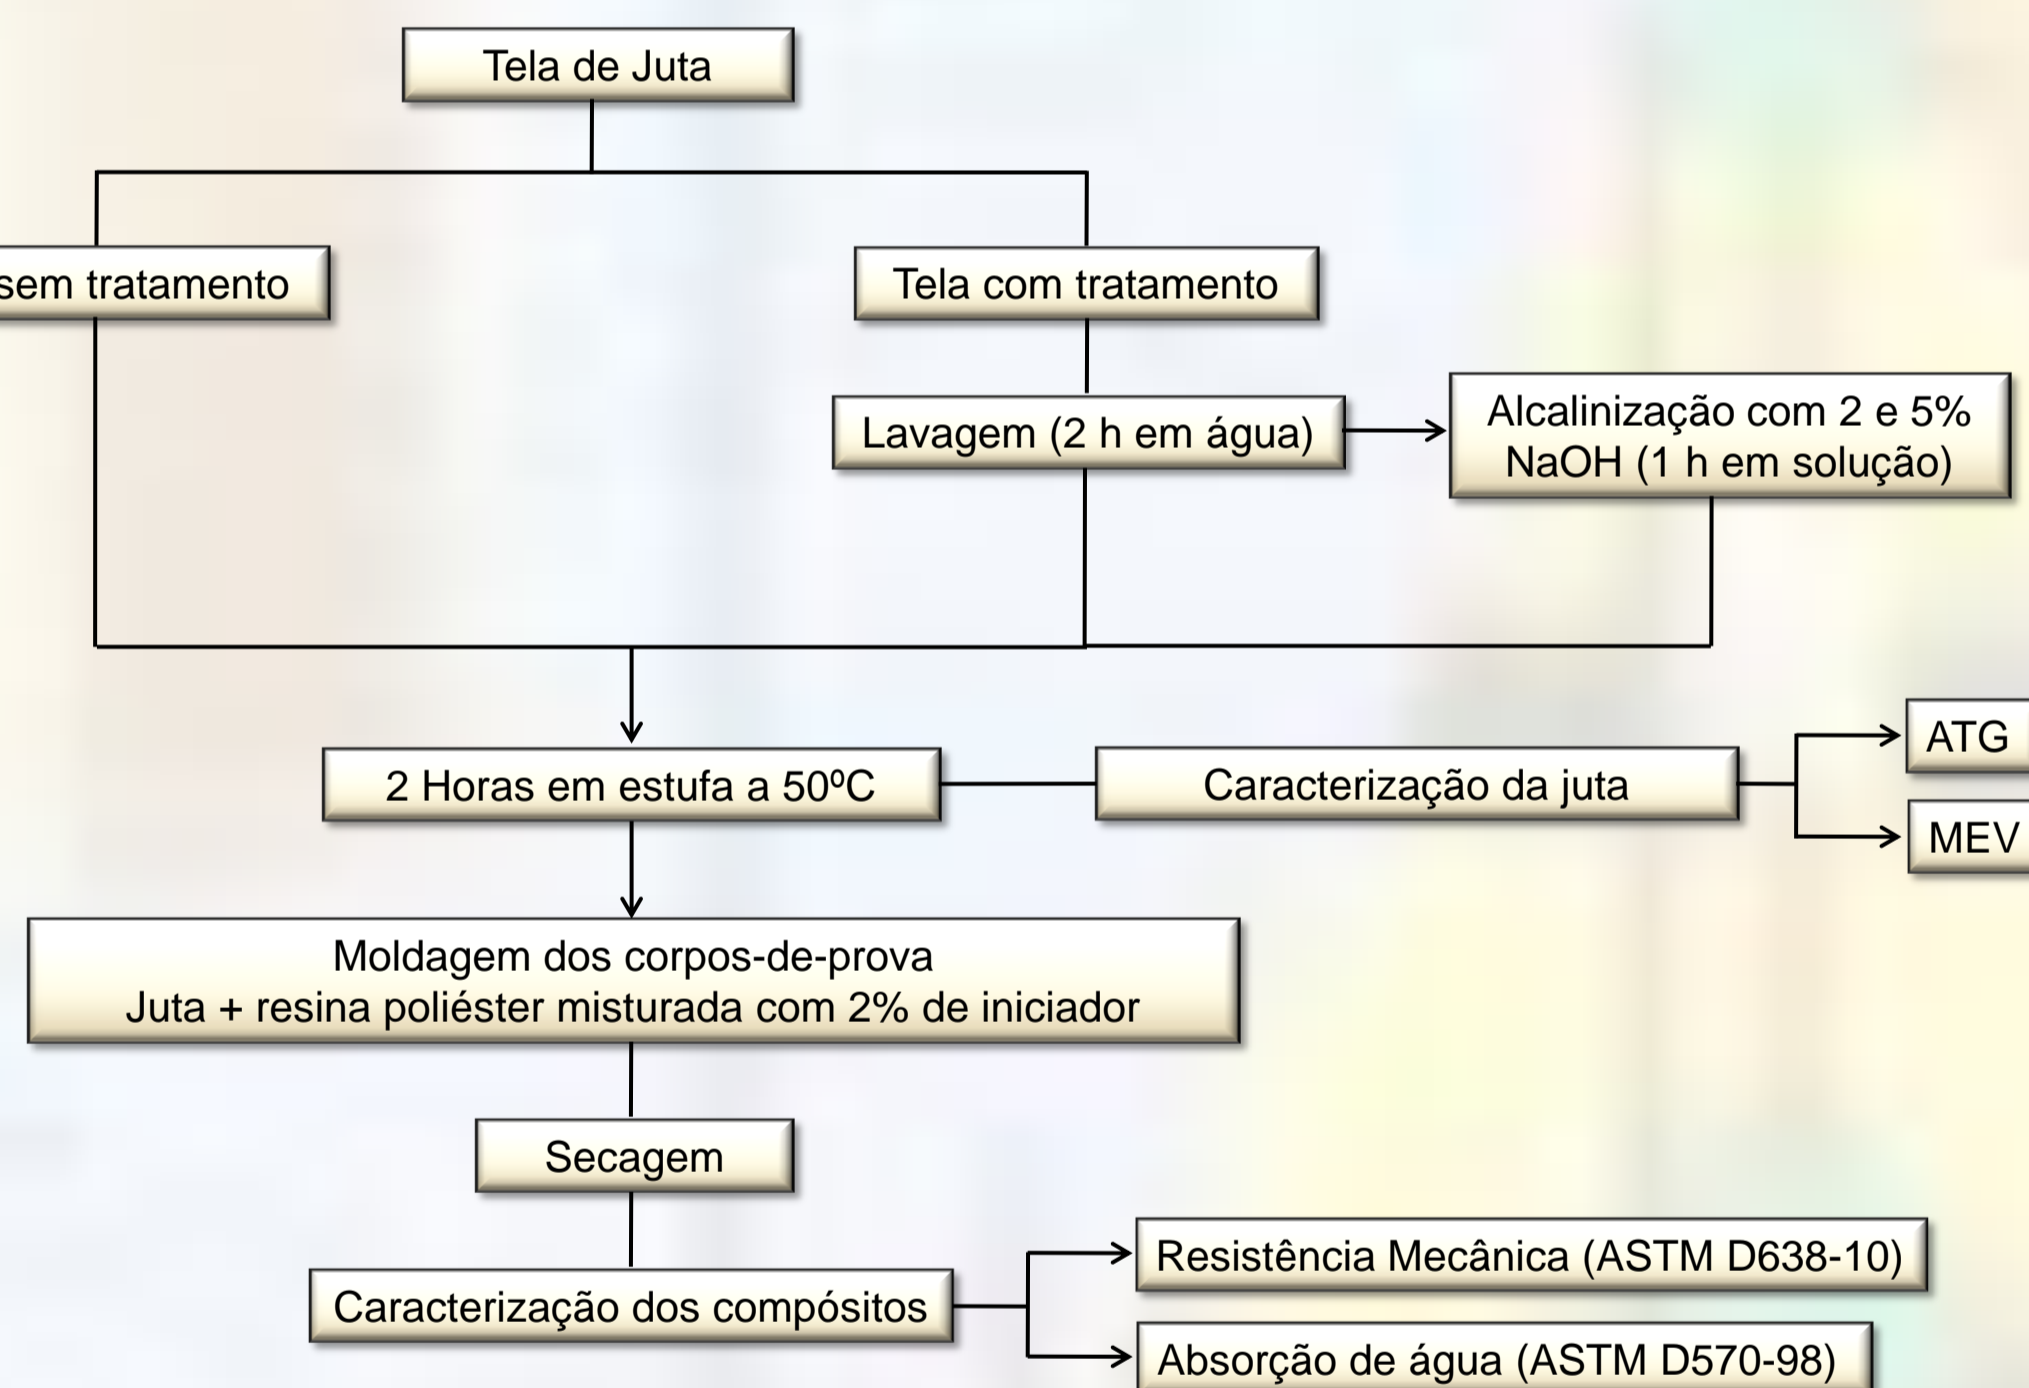 Tela de Juta
sem tratamento
Tela com tratamento
Lavagem (2 h em água)
Alcalinização com 2 e 5%
NaOH (1 h em solução)
2 Horas em estufa a 50ºC
Caracterização da juta
ATG
MEV
Moldagem dos corpos-de-prova
Juta + resina poliéster misturada com 2% de iniciador
Secagem
Caracterização dos compósitos
Resistência Mecânica (ASTM D638-10)
Absorção de água (ASTM D570-98)